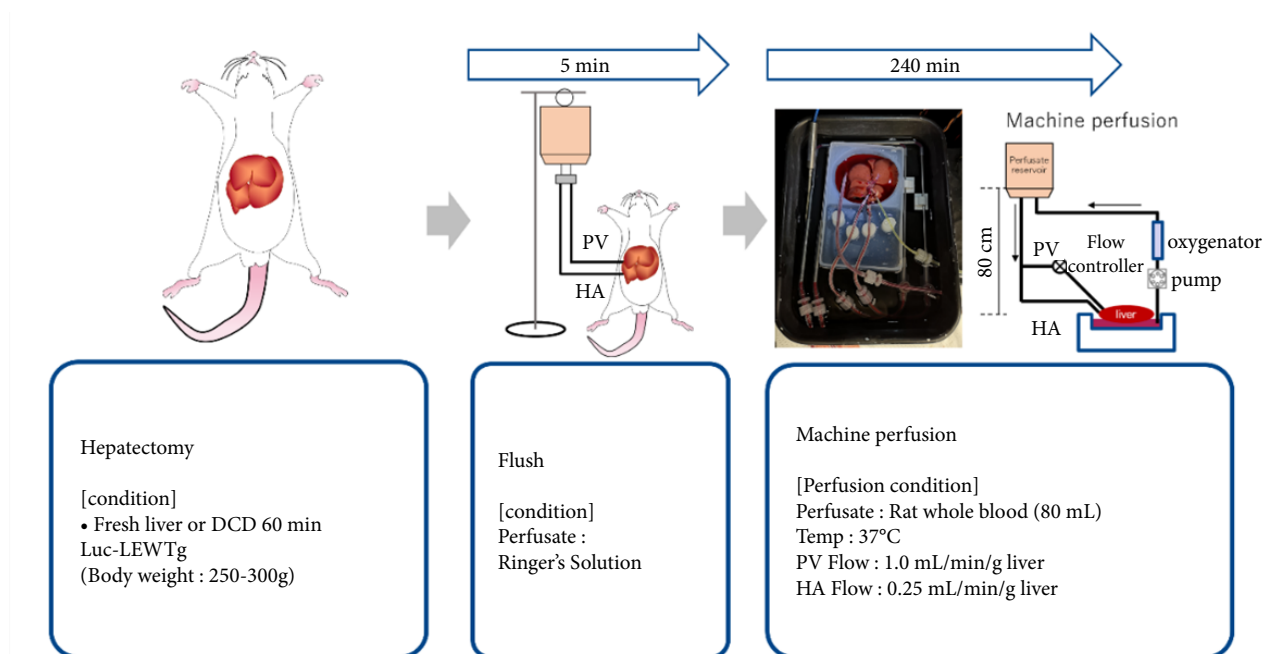 5 min
240 min
PV
HA
Machine perfusion
Perfusate
reservoir
80 cm
PV
Flow
controller
oxygenator
pump
liver
HA
Hepatectomy
[condition]
• Fresh liver or DCD 60 min
Luc-LEWTg
(Body weight : 250-300g)
Flush
[condition]
Perfusate :
Ringer's Solution
Machine perfusion
[Perfusion condition]
Perfusate : Rat whole blood (80 mL)
Temp : 37°C
PV Flow : 1.0 mL/min/g liver
HA Flow : 0.25 mL/min/g liver